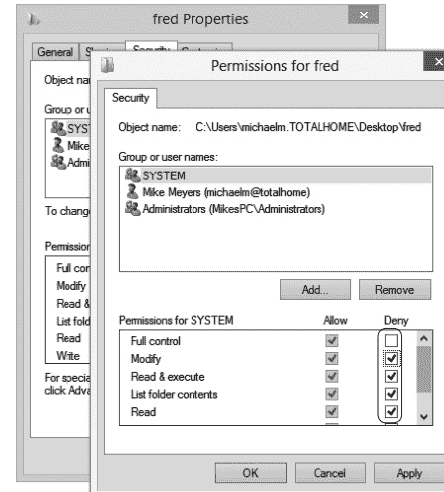 fred Properties
General
Security
Object na
Group or u
SYS
Mike
Admi
To chang
Permission
Full con
Modify
Read &
List fold
Read
Write
For specia
click Adva
Permissions for fred
Security
Object name: C:\Users\michaelm.TOTALHOME\Desktop\fred
Group or user names:
SYSTEM
Mike Meyers (michaelm@totalhome)
Administrators (MikesPC\Administrators)
Add... Remove
Permissions for SYSTEM Allow Deny
Full control
Modify
Read & execute
List folder contents
Read
OK Cancel Apply